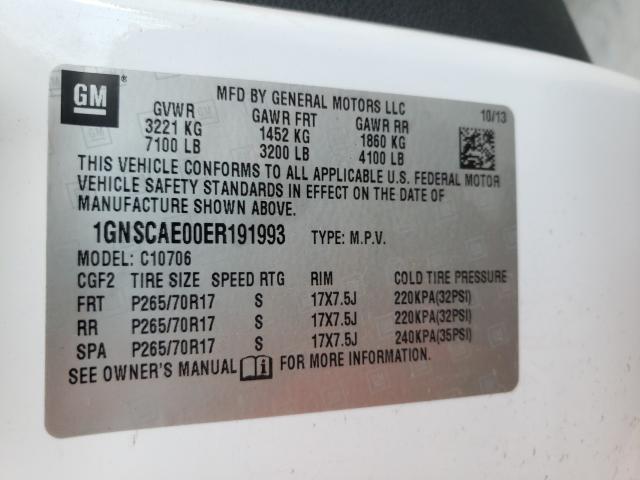 GM
MFD BY GENERAL MOTORS LLC
10/13
GVWR GAWR FRT GAWR RR
3221 KG 1452 KG 1860 KG
7100 LB 3200 LB 4100 LB
THIS VEHICLE CONFORMS TO ALL APPLICABLE U.S. FEDERAL MOTOR
VEHICLE SAFETY STANDARDS IN EFFECT ON THE DATE OF
MANUFACTURE SHOWN ABOVE.
1GNSCAE00ER191993 TYPE: M.P.V.
MODEL: C10706
CGF2 TIRE SIZE SPEED RTG RIM COLD TIRE PRESSURE
FRT P265/70R17 S 17X7.5J 220KPA(32PSI)
RR P265/70R17 S 17X7.5J 220KPA(32PSI)
SPA P265/70R17 S 17X7.5J 240KPA(35PSI)
SEE OWNER'S MANUAL FOR MORE INFORMATION.